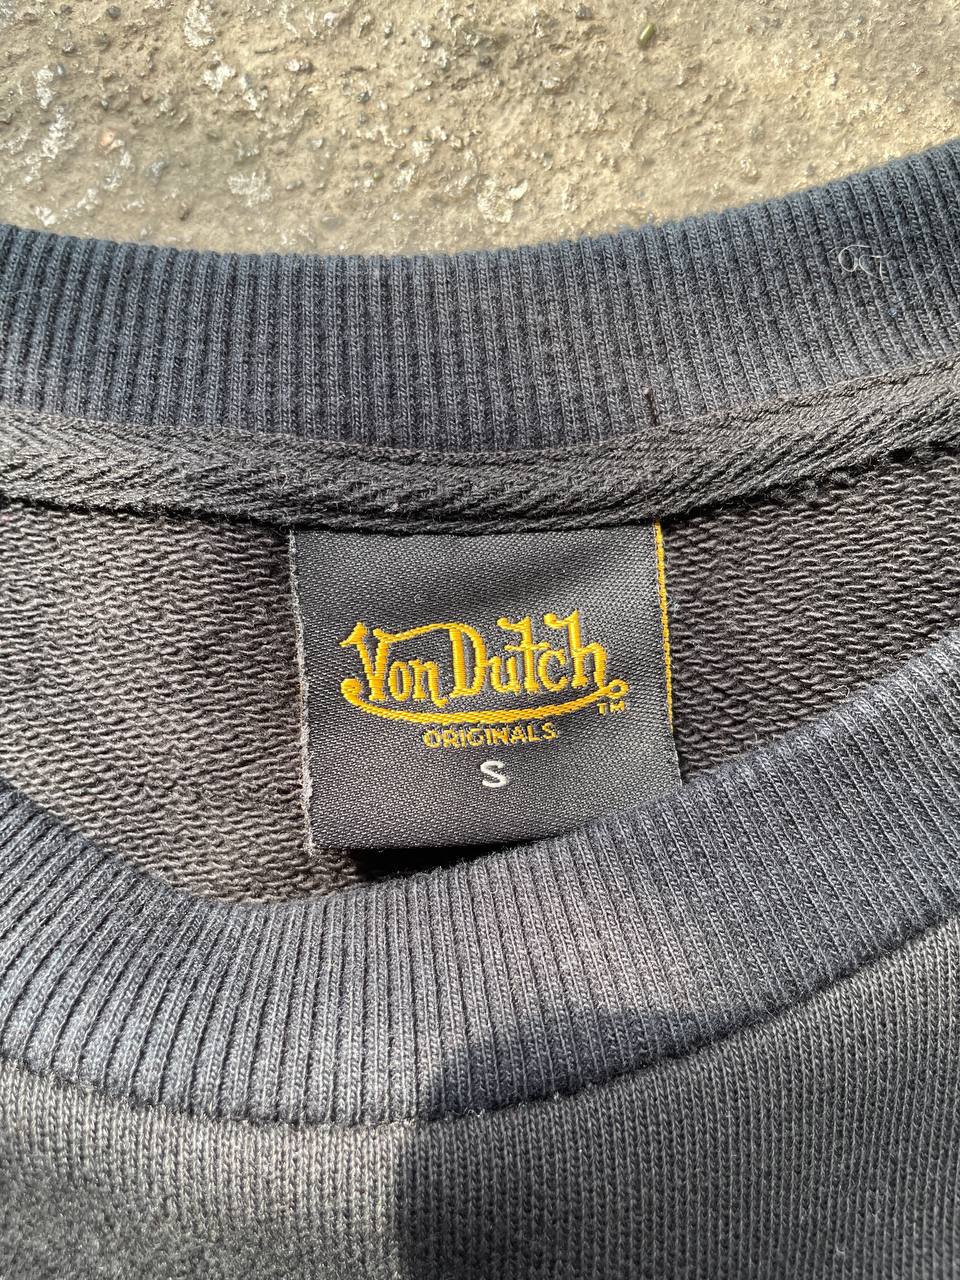 Von Dutch
TM
ORIGINALS
S